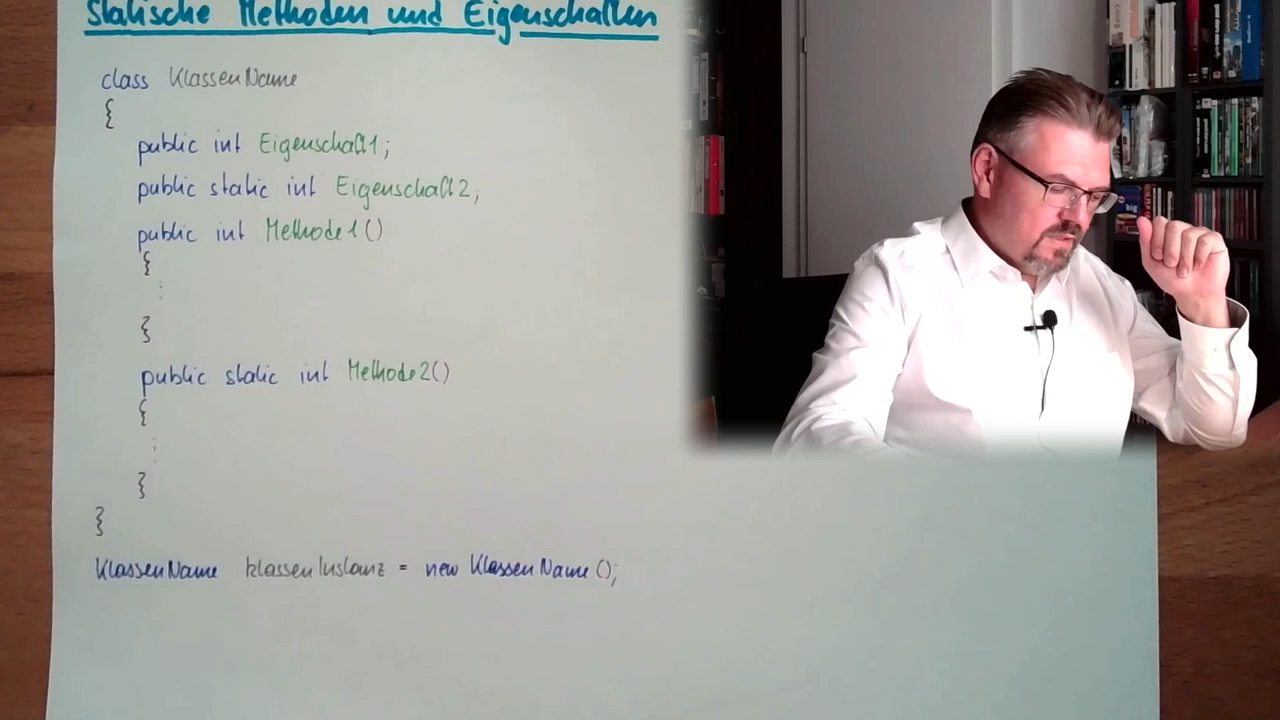 Statische Methoden und Eigenschaften
class KlassenName
{
public int Eigenschaft1;
public static int Eigenschaft2;
public int Methode1()
{
⋮
}
public static int Methode2()
{
⋮
}
}
KlassenName klassenInstanz = new KlassenName();
big